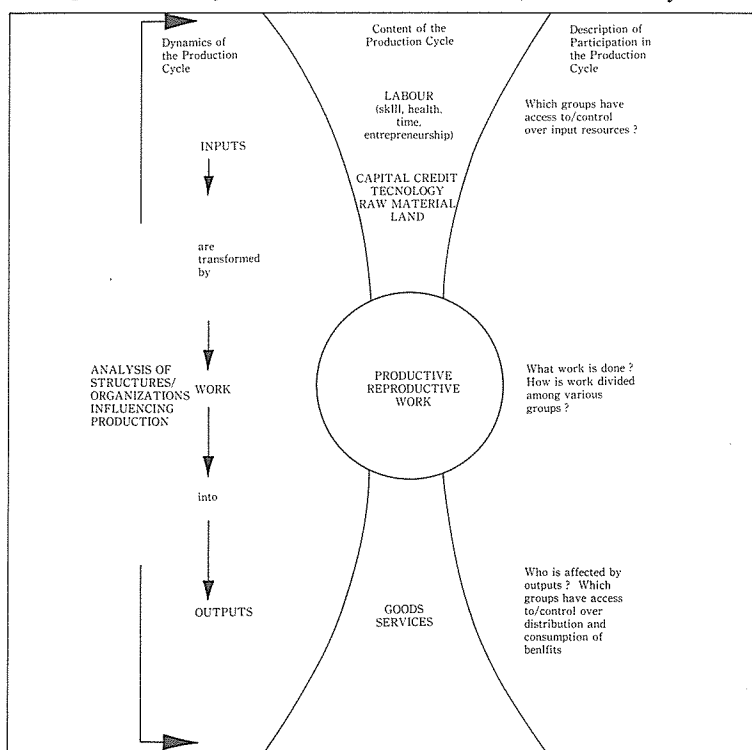 Dynamics of
the Production
Cycle
Content of the
Production Cycle
Description of
Participation in
the Production
Cycle
LABOUR
(skill, health,
time,
entrepreneurship)
Which groups have
access to/control
over input resources ?
INPUTS
CAPITAL CREDIT
TECNOLOGY
RAW MATERIAL
LAND
are
transformed
by
ANALYSIS OF
STRUCTURES/
ORGANIZATIONS
INFLUENCING
PRODUCTION
WORK
PRODUCTIVE
REPRODUCTIVE
WORK
What work is done ?
How is work divided
among various
groups ?
into
OUTPUTS
GOODS
SERVICES
Who is affected by
outputs ? Which
groups have access
to/control over
distribution and
consumption of
benlfits